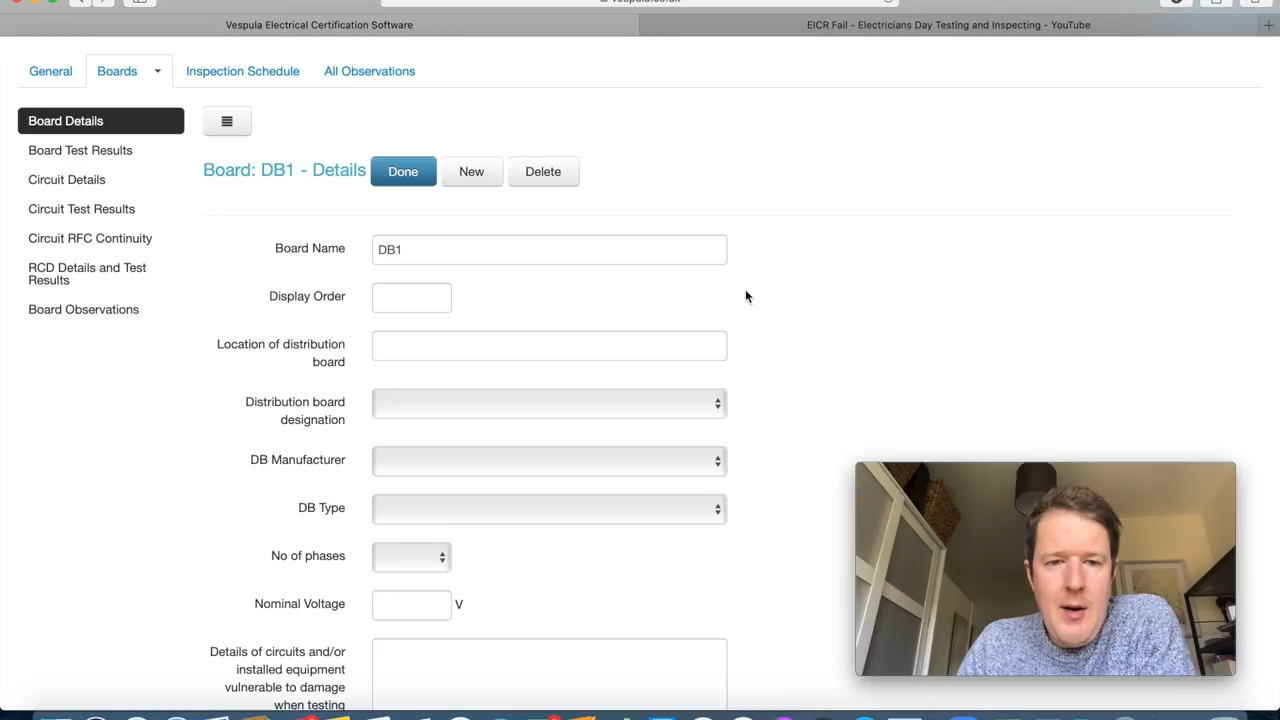 Vespula Electrical Certification Software
EICR Fail - Electricians Day Testing and Inspecting - YouTube
General
Boards
Inspection Schedule
All Observations
Board Details
Board Test Results
Circuit Details
Circuit Test Results
Circuit RFC Continuity
RCD Details and Test
Results
Board Observations
Board: DB1 - Details
Done
New
Delete
Board Name
DB1
Display Order
Location of distribution
board
Distribution board
designation
DB Manufacturer
DB Type
No of phases
Nominal Voltage
V
Details of circuits and/or
installed equipment
vulnerable to damage
when testing